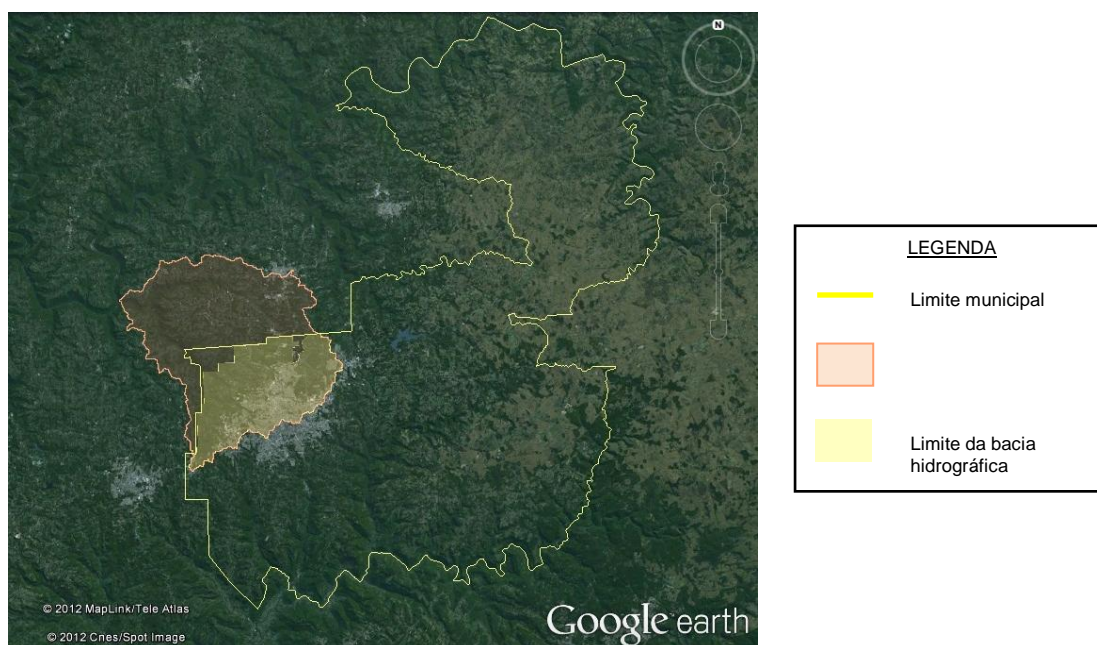 N
© 2012 MapLink/Tele Atlas
© 2012 Cnes/Spot Image
Google earth
LEGENDA
Limite municipal
Limite da bacia
hidrográfica